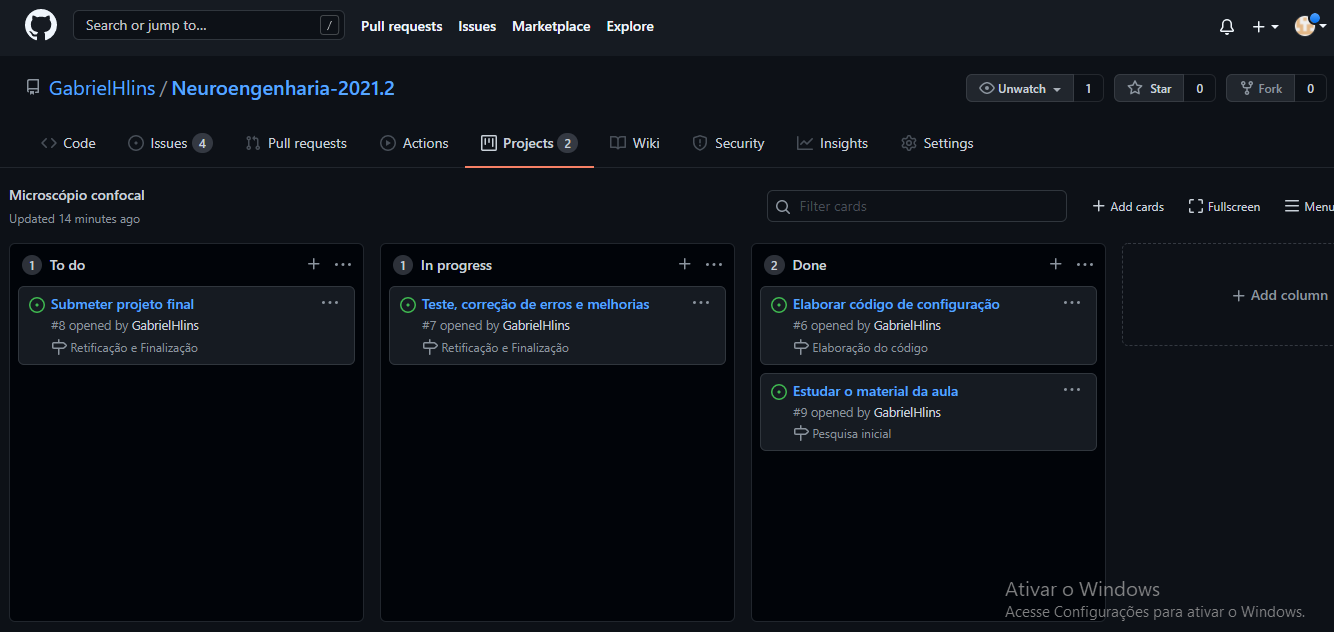 Search or jump to... /
Pull requests Issues Marketplace Explore
GabrielHlins / Neuroengenharia-2021.2
Unwatch 1 Star 0 Fork 0
Code Issues 4 Pull requests Actions Projects 2 Wiki Security Insights Settings
Microscópio confocal
Updated 14 minutes ago
Filter cards
Add cards Fullscreen Menu
1 To do
Submeter projeto final
#8 opened by GabrielHlins
Retificação e Finalização
1 In progress
Teste, correção de erros e melhorias
#7 opened by GabrielHlins
Retificação e Finalização
2 Done
Elaborar código de configuração
#6 opened by GabrielHlins
Elaboração do código
Estudar o material da aula
#9 opened by GabrielHlins
Pesquisa inicial
Add column
Ativar o Windows
Acesse Configurações para ativar o Windows.